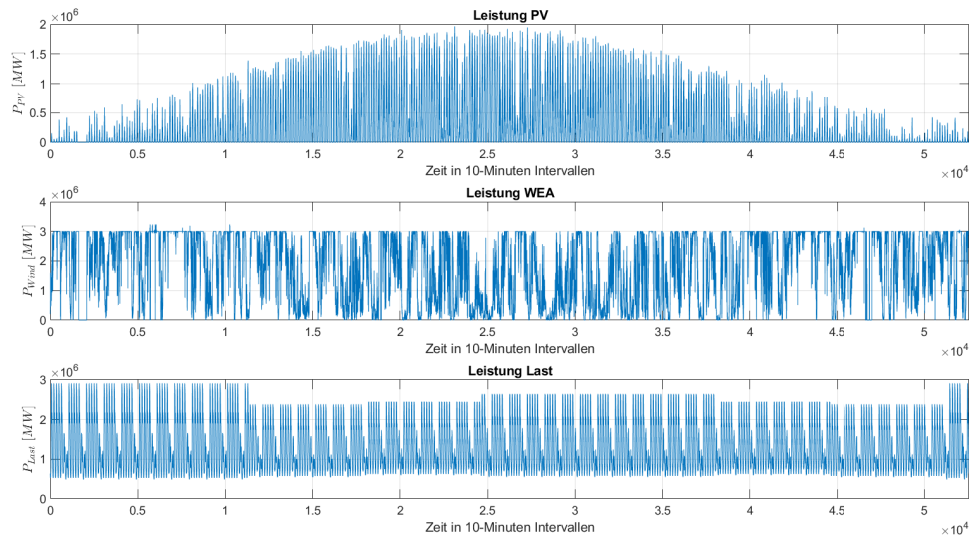 Leistung PV
×10^6
P_PV [MW]
2
1.5
1
0.5
0
0 0.5 1 1.5 2 2.5 3 3.5 4 4.5 5
Zeit in 10-Minuten Intervallen
×10^4
Leistung WEA
×10^6
P_Wind [MW]
4
3
2
1
0
0 0.5 1 1.5 2 2.5 3 3.5 4 4.5 5
Zeit in 10-Minuten Intervallen
×10^4
Leistung Last
×10^6
P_Last [MW]
3
2
1
0
0 0.5 1 1.5 2 2.5 3 3.5 4 4.5 5
Zeit in 10-Minuten Intervallen
×10^4